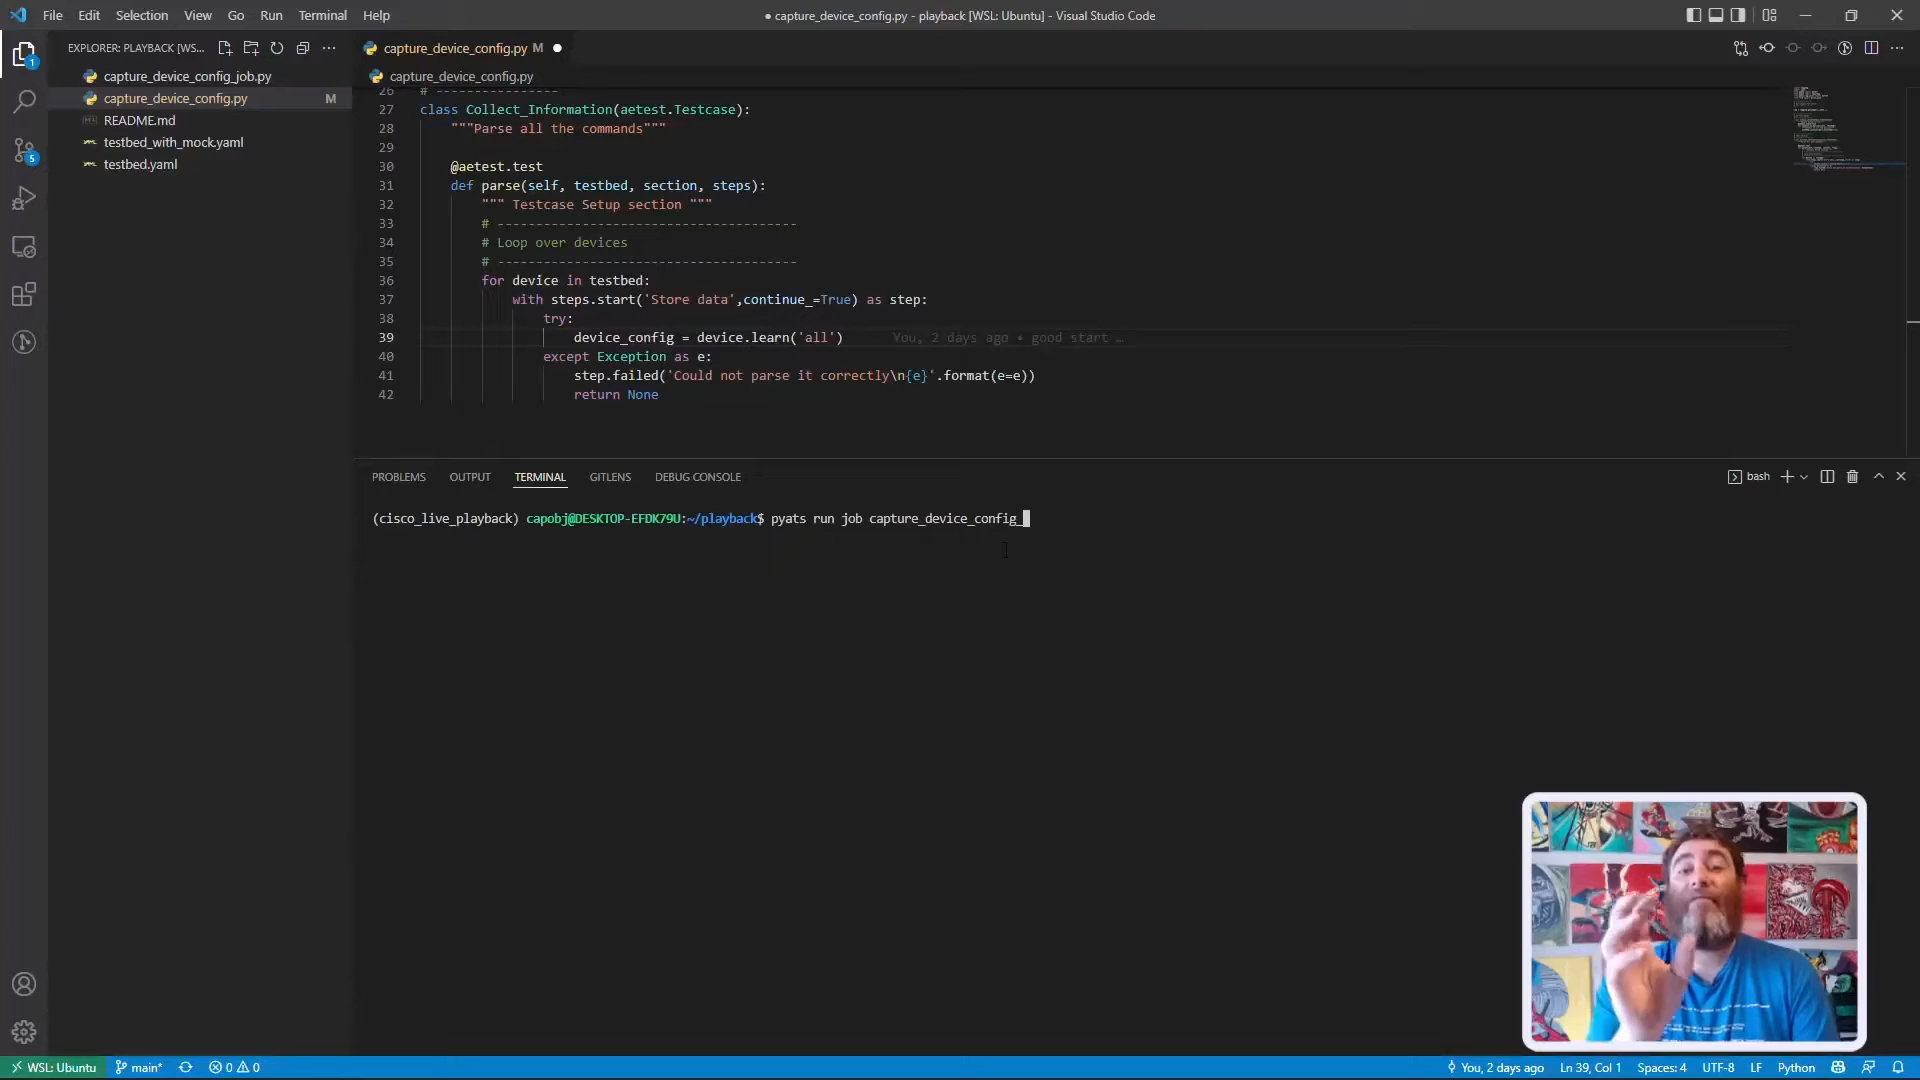 File Edit Selection View Go Run Terminal Help
● capture_device_config.py - playback [WSL: Ubuntu] - Visual Studio Code
EXPLORER: PLAYBACK [WS...
capture_device_config.py M
1
capture_device_config_job.py
capture_device_config.py M
README.md
testbed_with_mock.yaml
testbed.yaml
5
capture_device_config.py
26 # ----------------
27 class Collect_Information(aetest.Testcase):
28 """Parse all the commands"""
29
30 @aetest.test
31 def parse(self, testbed, section, steps):
32 """ Testcase Setup section """
33 # ---------------------------------------
34 # Loop over devices
35 # ---------------------------------------
36 for device in testbed:
37 with steps.start('Store data',continue_=True) as step:
38 try:
39 device_config = device.learn('all') You, 2 days ago • good start …
40 except Exception as e:
41 step.failed('Could not parse it correctly\n{e}'.format(e=e))
42 return None
PROBLEMS OUTPUT TERMINAL GITLENS DEBUG CONSOLE
bash
(cisco_live_playback) capobj@DESKTOP-EFDK79U:~/playback$ pyats run job capture_device_config_
WSL: Ubuntu main* 0 0
You, 2 days ago Ln 39, Col 1 Spaces: 4 UTF-8 LF Python